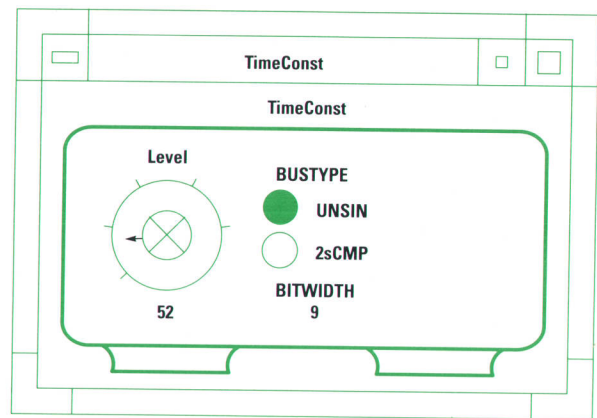 TimeConst
TimeConst
Level
BUSTYPE
UNSIN
2sCMP
BITWIDTH
52
9